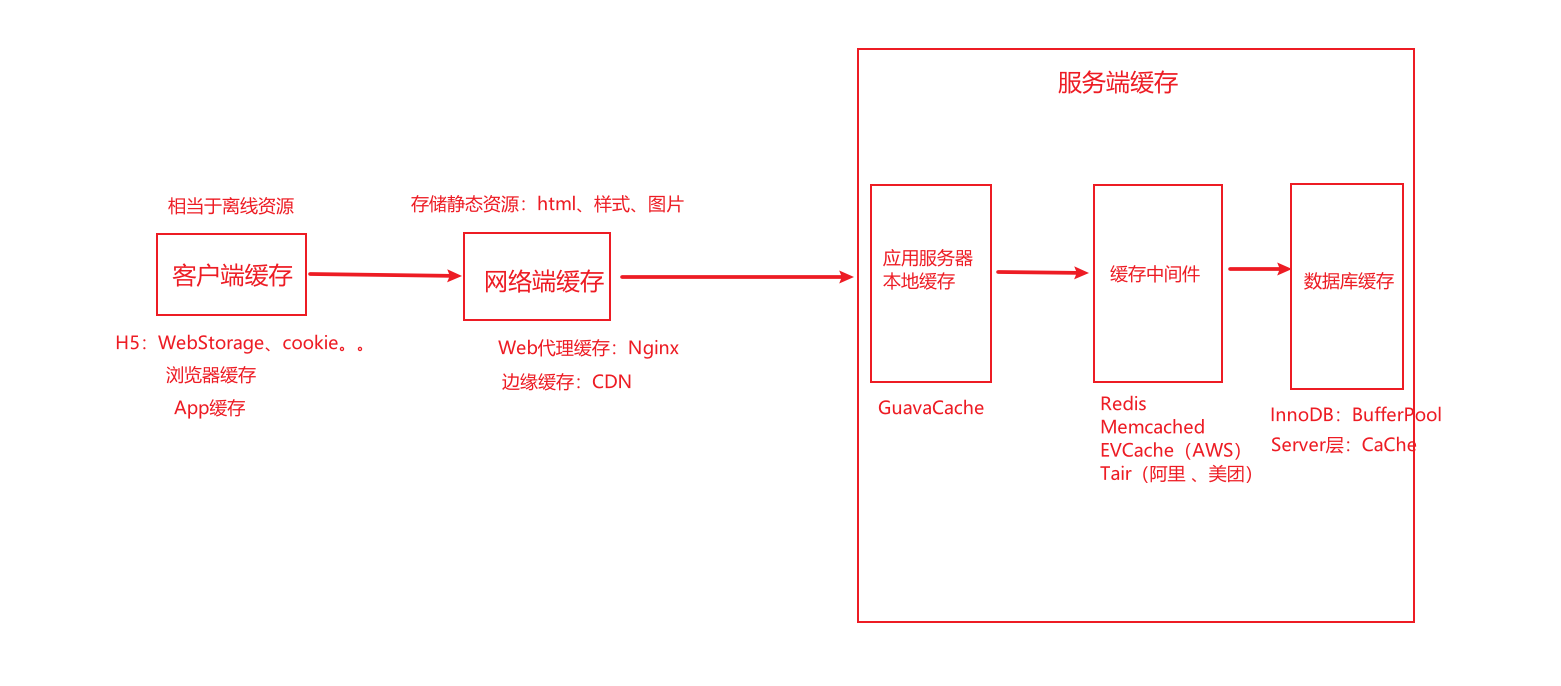 服务端缓存
相当于离线资源
存储静态资源：html、样式、图片
客户端缓存
网络端缓存
应用服务器
本地缓存
缓存中间件
数据库缓存
H5：WebStorage、cookie。。
浏览器缓存
App缓存
Web代理缓存：Nginx
边缘缓存：CDN
GuavaCache
Redis
Memcached
EVCache（AWS）
Tair（阿里 、美团）
InnoDB：BufferPool
Server层：CaChe